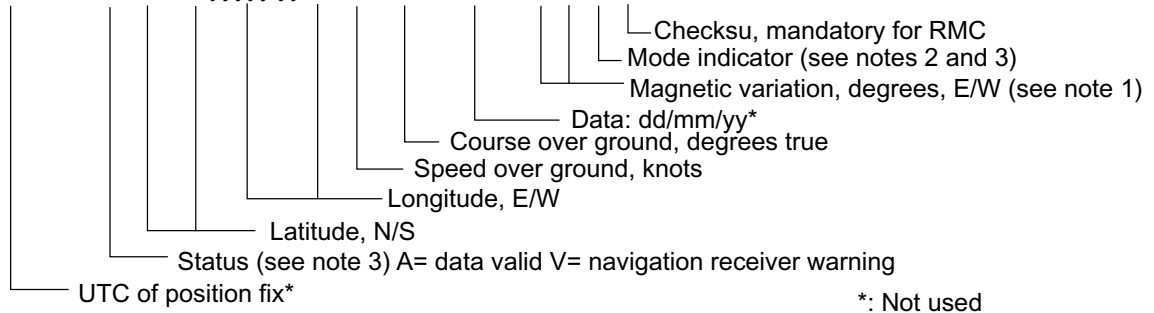 Checksu, mandatory for RMC
Mode indicator (see notes 2 and 3)
Magnetic variation, degrees, E/W (see note 1)
Data: dd/mm/yy*
Course over ground, degrees true
Speed over ground, knots
Longitude, E/W
Latitude, N/S
Status (see note 3) A= data valid V= navigation receiver warning
UTC of position fix*
*: Not used